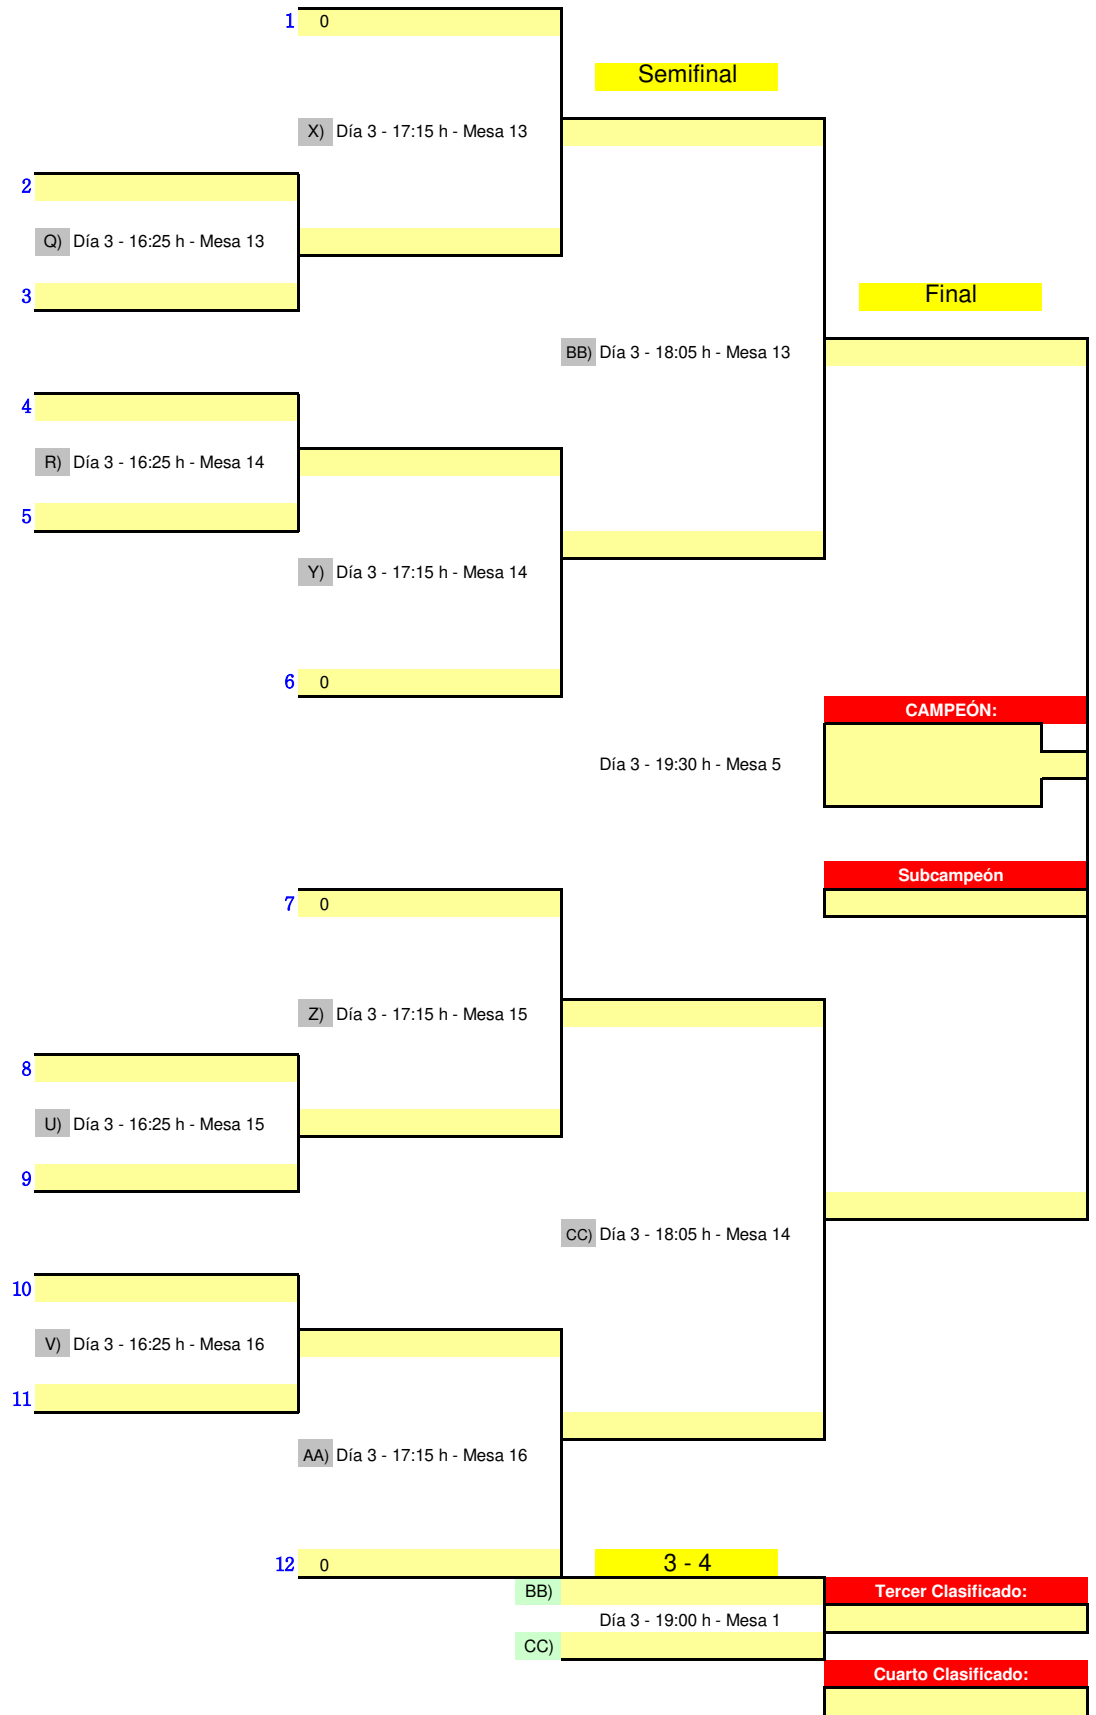 1 0
Semifinal
X) Día 3 - 17:15 h - Mesa 13
2
Q) Día 3 - 16:25 h - Mesa 13
3
Final
BB) Día 3 - 18:05 h - Mesa 13
4
R) Día 3 - 16:25 h - Mesa 14
5
Y) Día 3 - 17:15 h - Mesa 14
6 0
CAMPEÓN:
Día 3 - 19:30 h - Mesa 5
Subcampeón
7 0
Z) Día 3 - 17:15 h - Mesa 15
8
U) Día 3 - 16:25 h - Mesa 15
9
CC) Día 3 - 18:05 h - Mesa 14
10
V) Día 3 - 16:25 h - Mesa 16
11
AA) Día 3 - 17:15 h - Mesa 16
12 0
3 - 4
BB)
Tercer Clasificado:
Día 3 - 19:00 h - Mesa 1
CC)
Cuarto Clasificado: